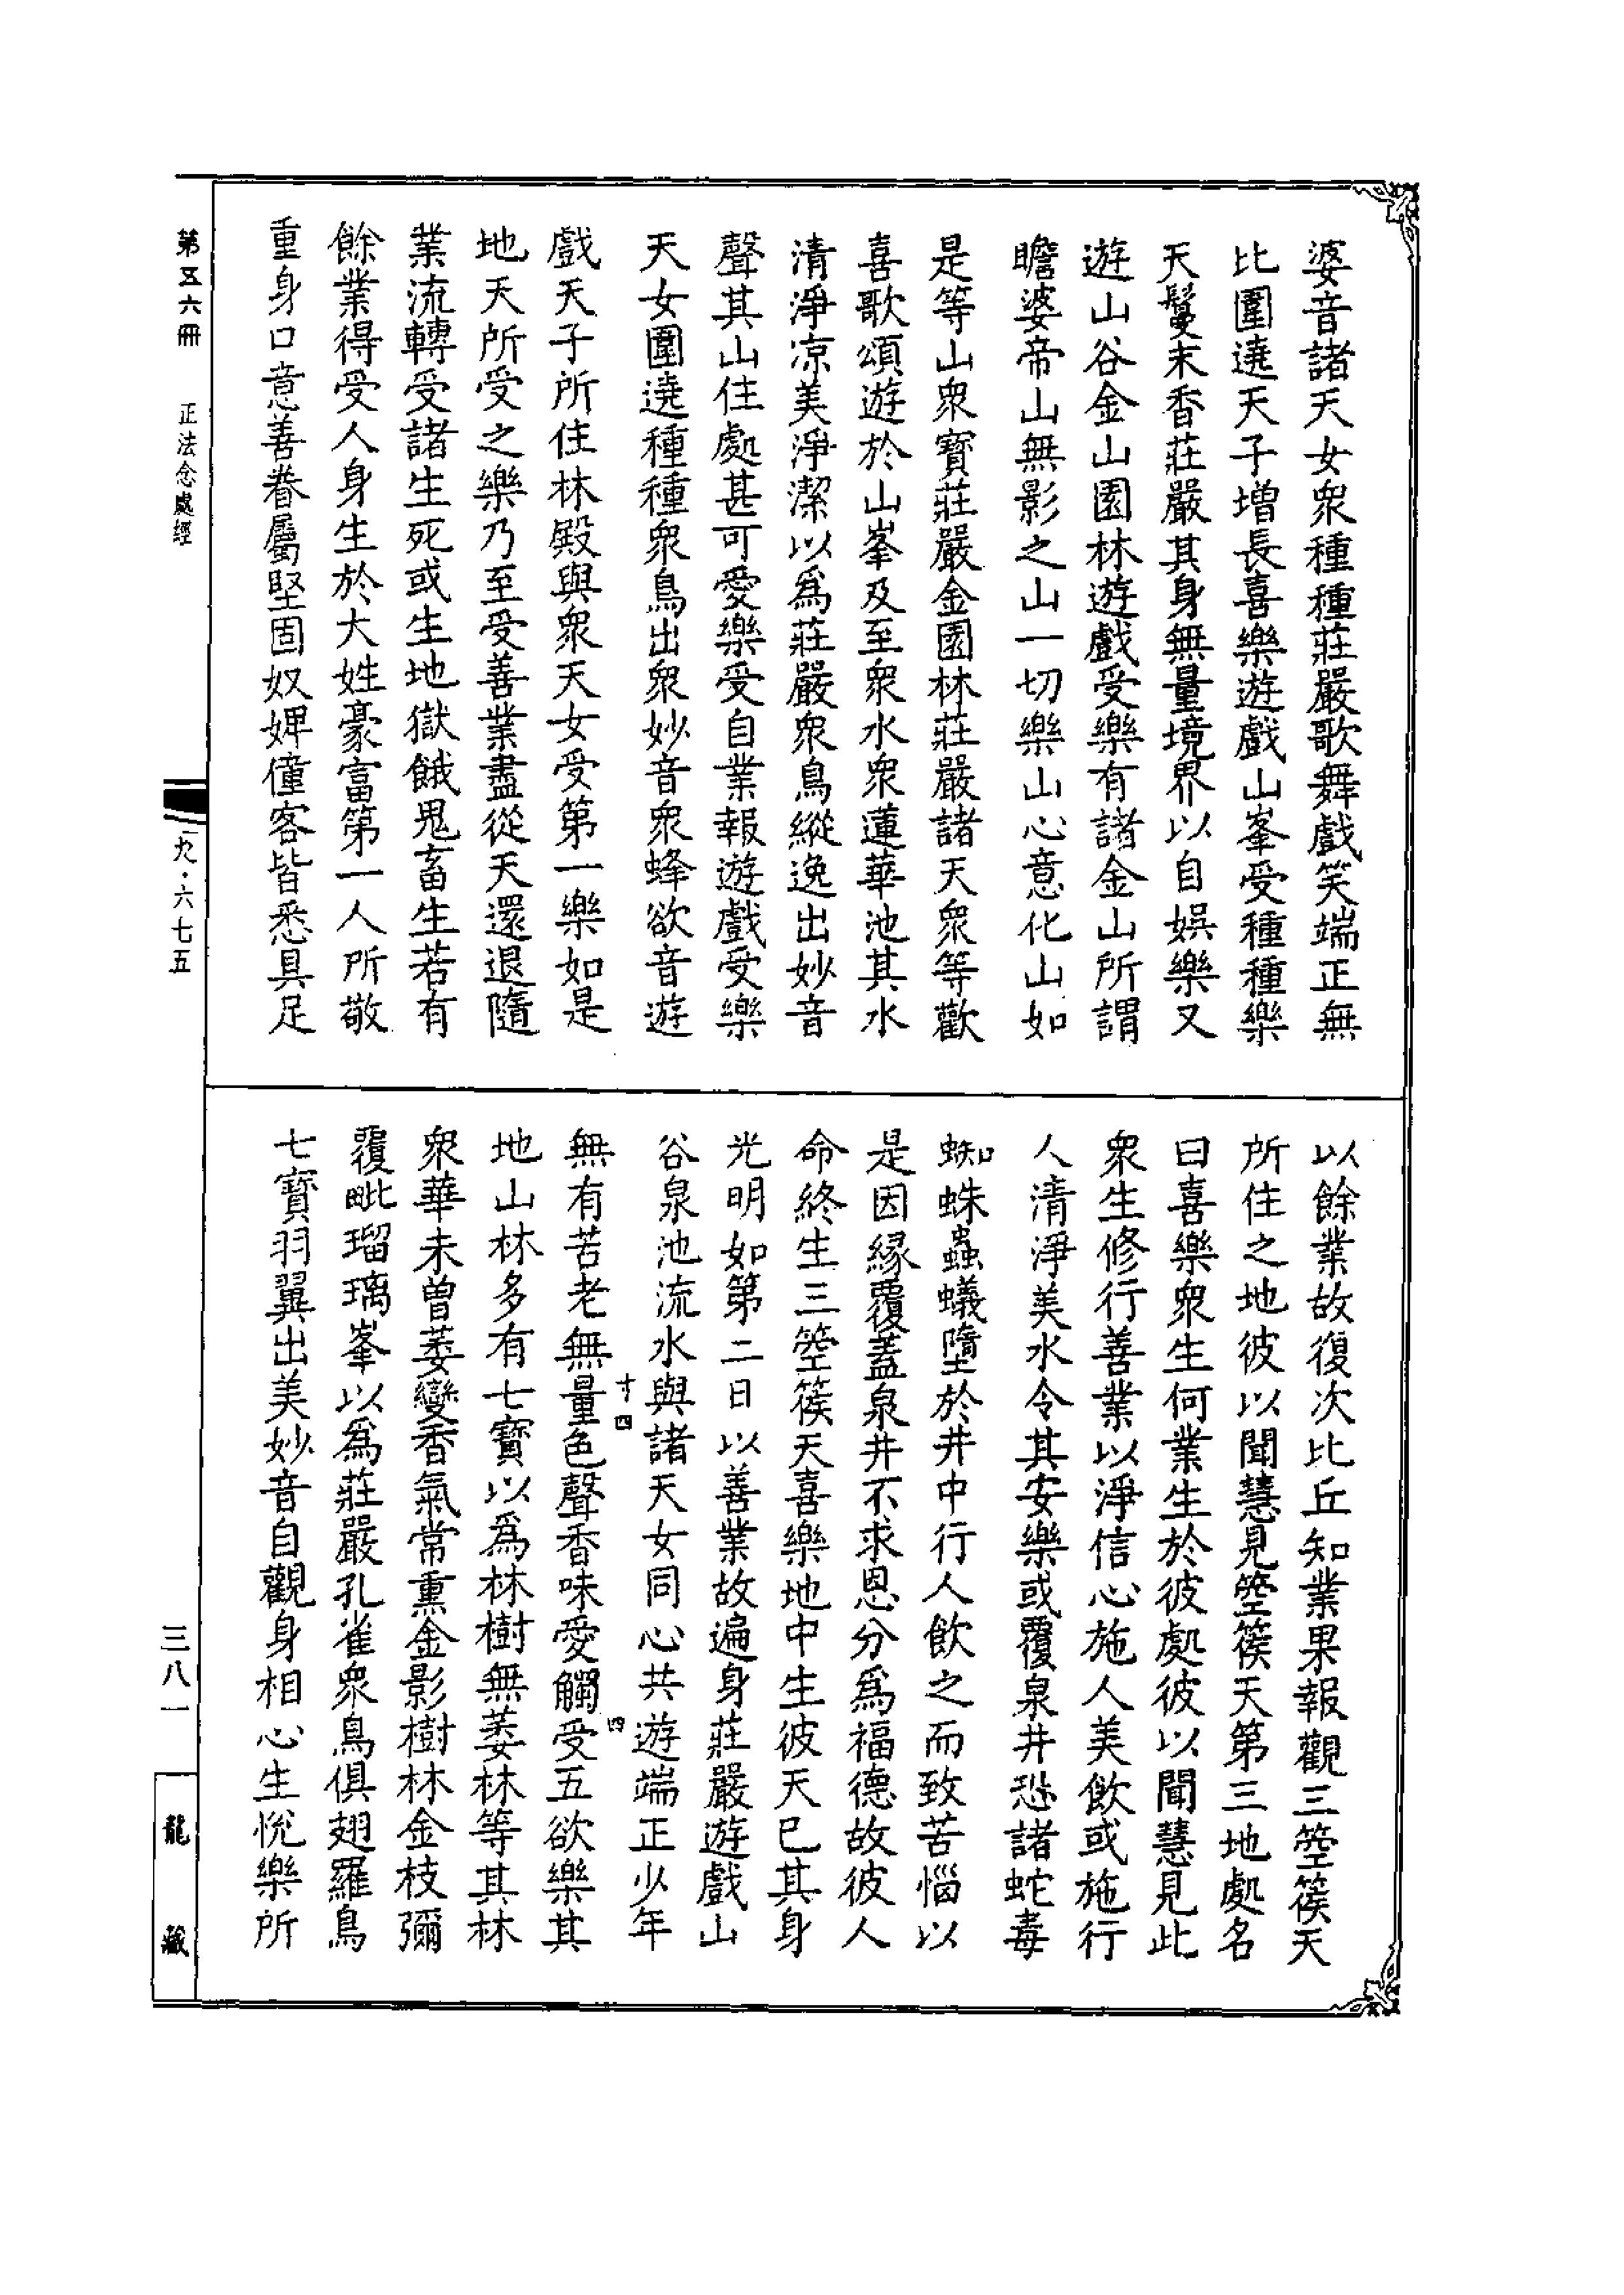 婆音諸天女衆種種莊嚴歌舞戲笑端正無
比圍遶天子增長喜樂遊戲山峯受種種樂
天鬘末香莊嚴其身無量境界以自娛樂又
遊山谷金山園林遊戲受樂有諸金山所謂
瞻婆帝山無影之山一切樂山心意化山如
是等山衆寶莊嚴金園林莊嚴諸天衆等歡
喜歌頌遊於山峯及至衆水衆蓮華池其水
清淨凉美淨潔以爲莊嚴衆鳥縱逸出妙音
聲其山住處甚可愛樂受自業報遊戲受樂
天女圍遶種種衆鳥出衆妙音衆蜂欲音遊
戲天子所住林殿與衆天女受第一樂如是
地天所受之樂乃至受善業盡從天還退隨
業流轉受諸生死或生地獄餓鬼畜生若有
餘業得受人身生於大姓豪富第一人所敬
重身口意善眷屬堅固奴婢僮客皆悉具足
以餘業故復次比丘知業果報觀三箜篌天
所住之地彼以聞慧見箜篌天第三地處名
曰喜樂衆生何業生於彼處彼以聞慧見此
衆生修行善業以淨信心施人美飲或施行
人清淨美水令其安樂或覆泉井恐諸蛇毒
蜘蛛蟲蟻墮於井中行人飲之而致苦惱以
是因緣覆蓋泉井不求恩分爲福德故彼人
命終生三箜篌天喜樂地中生彼天已其身
光明如第二日以善業故遍身莊嚴遊戲山
谷泉池流水與諸天女同心共遊端正少年
十四
四
無有苦老無量色聲香味愛觸受五欲樂其
地山林多有七寶以爲林樹無萎林等其林
衆華未曾萎變香氣常熏金影樹林金枝彌
覆毗瑠璃峯以爲莊嚴孔雀衆鳥俱翅羅鳥
七寶羽翼出美妙音自觀身相心生悅樂所
第五六冊 正法念處經
一九·六七五
三八一
龍藏